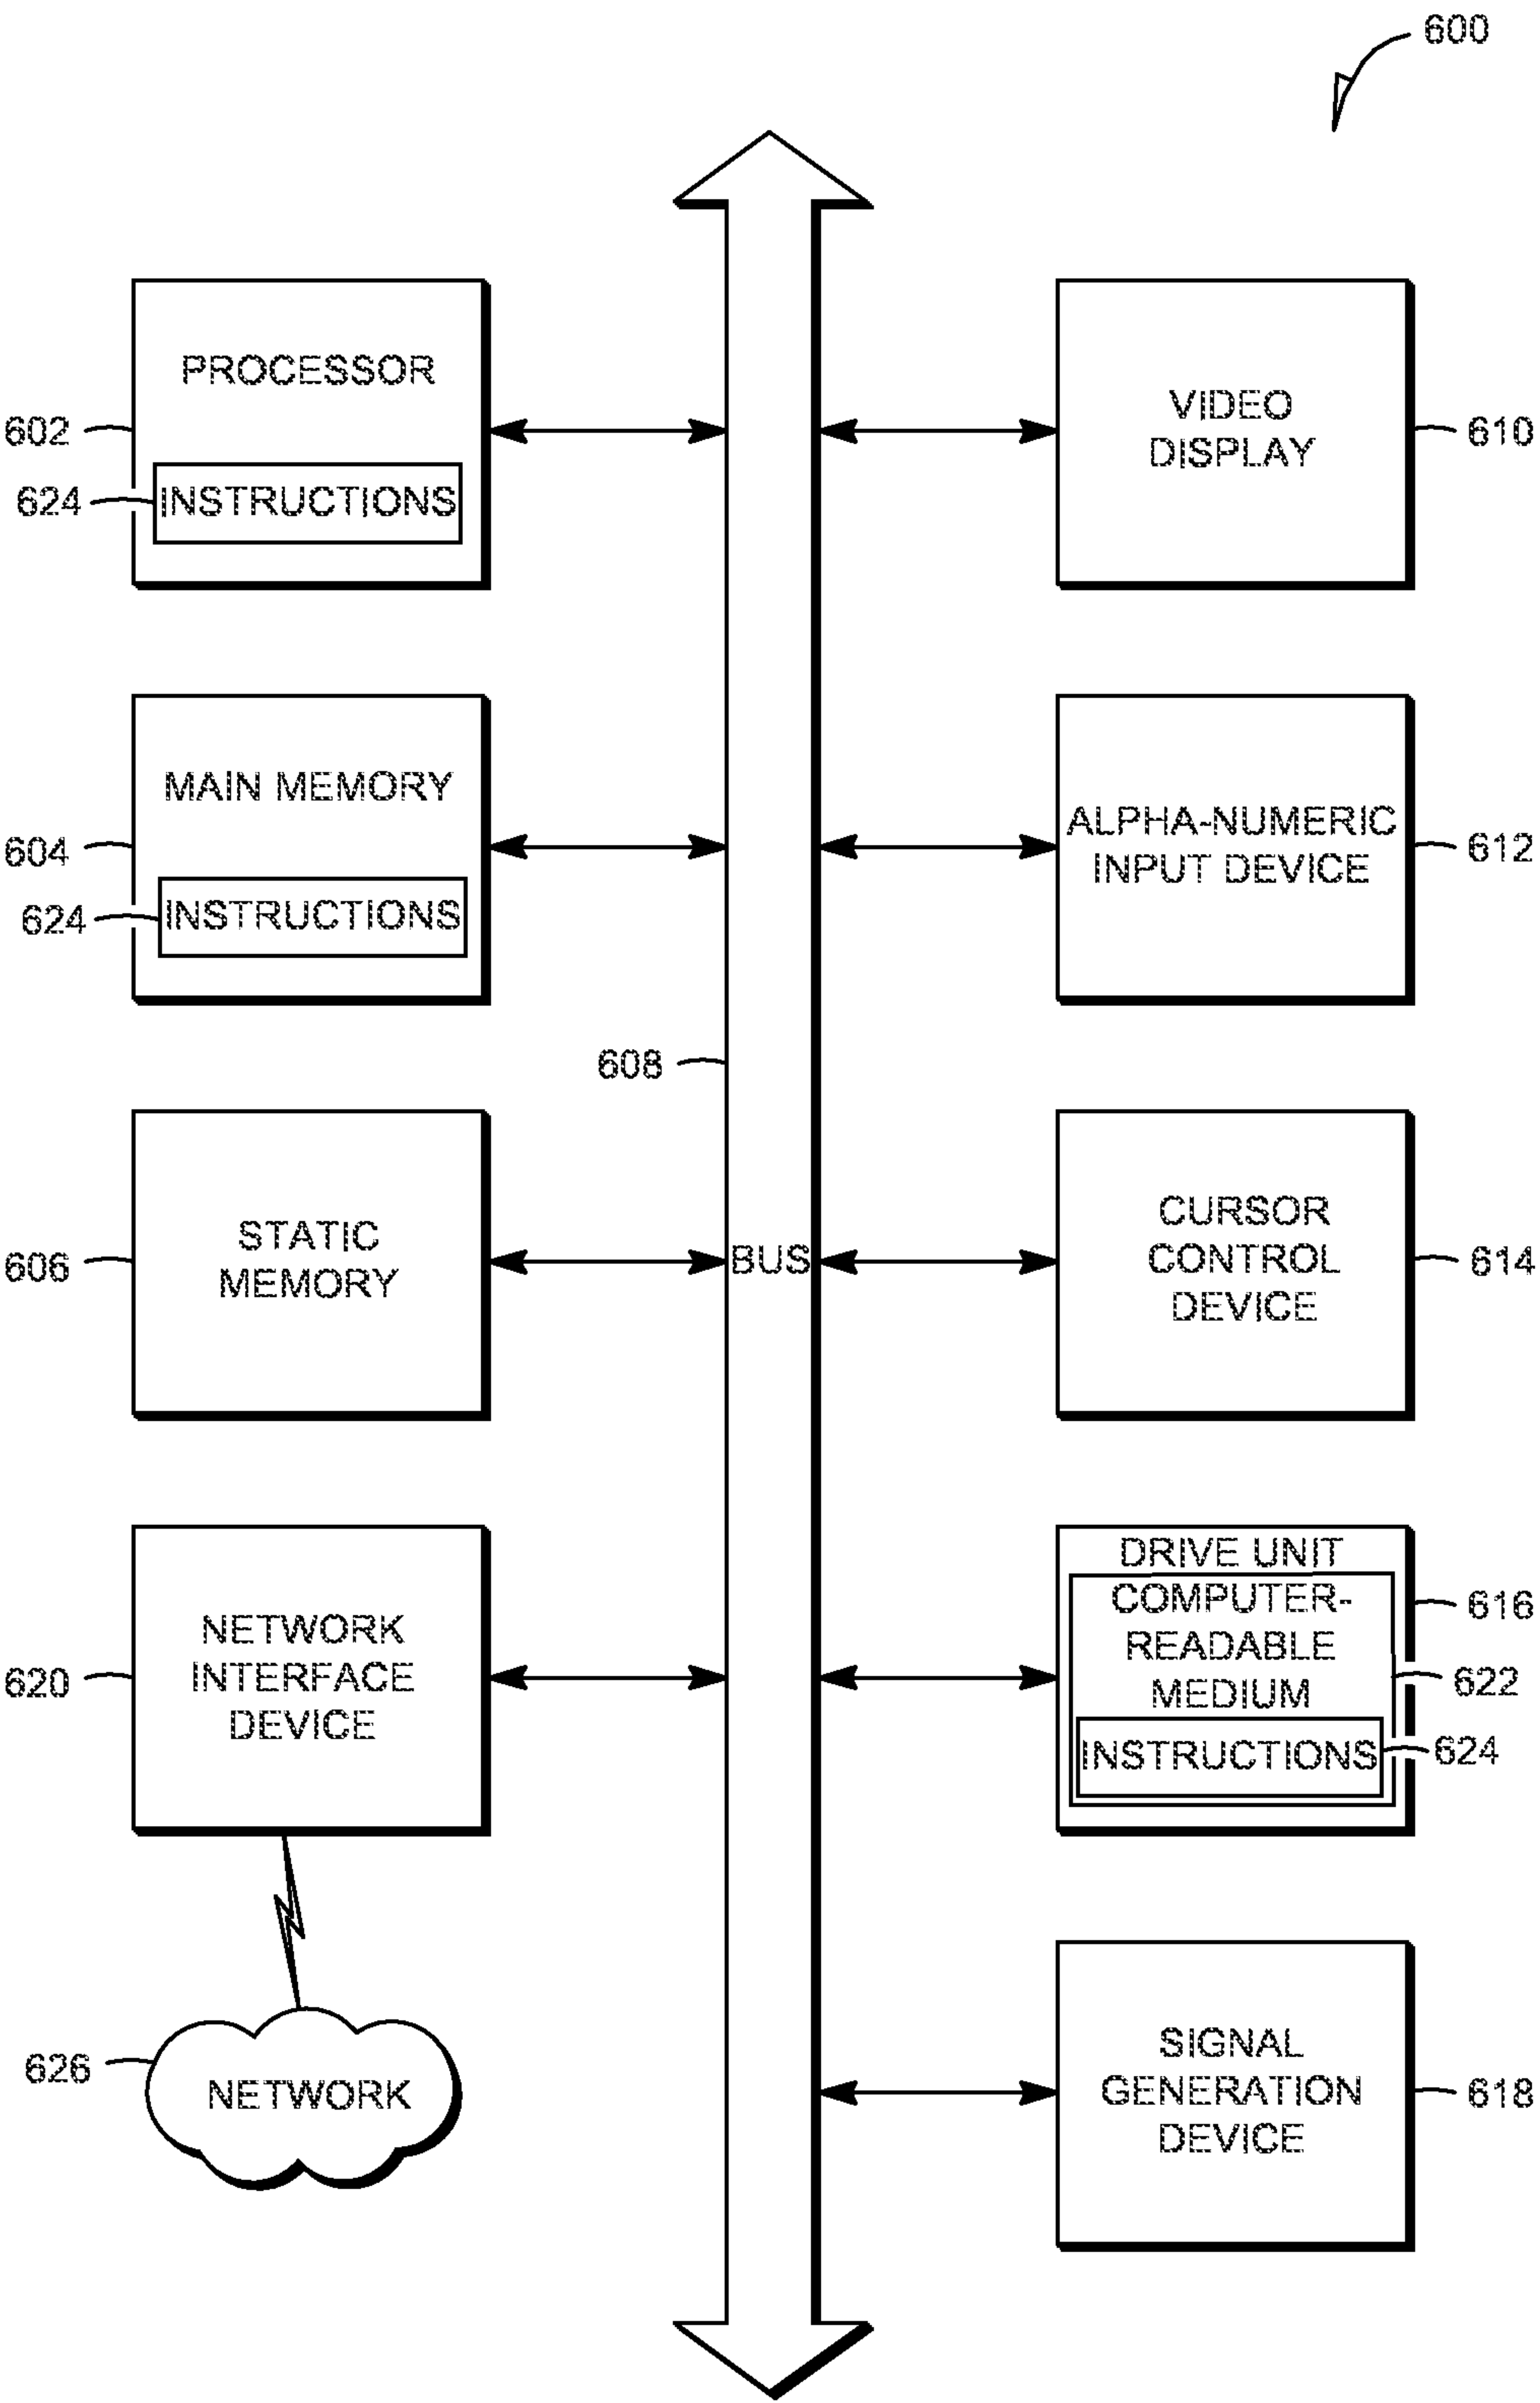 600
PROCESSOR
602
624
INSTRUCTIONS
VIDEO
DISPLAY
610
MAIN MEMORY
604
624
INSTRUCTIONS
ALPHA-NUMERIC
INPUT DEVICE
612
608
STATIC
MEMORY
606
BUS
CURSOR
CONTROL
DEVICE
614
NETWORK
INTERFACE
DEVICE
620
DRIVE UNIT
COMPUTER-
READABLE
MEDIUM
616
622
INSTRUCTIONS
624
626
NETWORK
SIGNAL
GENERATION
DEVICE
618